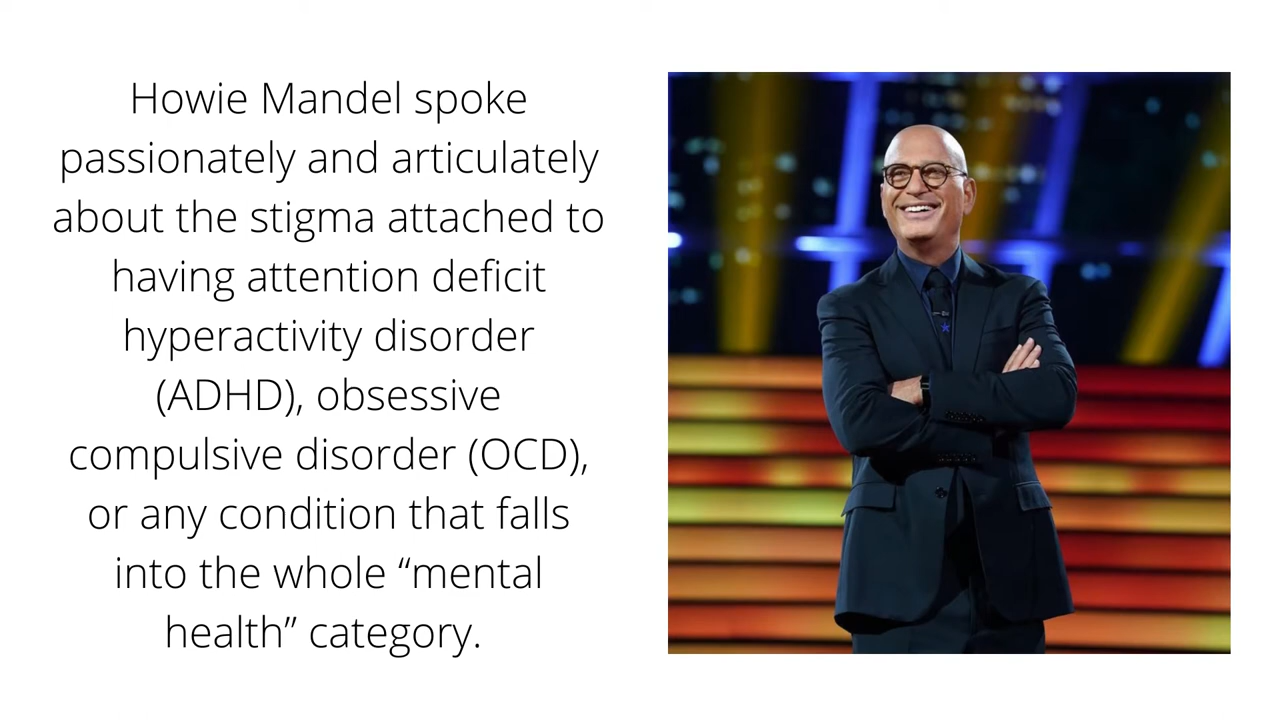 Howie Mandel spoke
passionately and articulately
about the stigma attached to
having attention deficit
hyperactivity disorder
(ADHD), obsessive
compulsive disorder (OCD),
or any condition that falls
into the whole “mental
health” category.